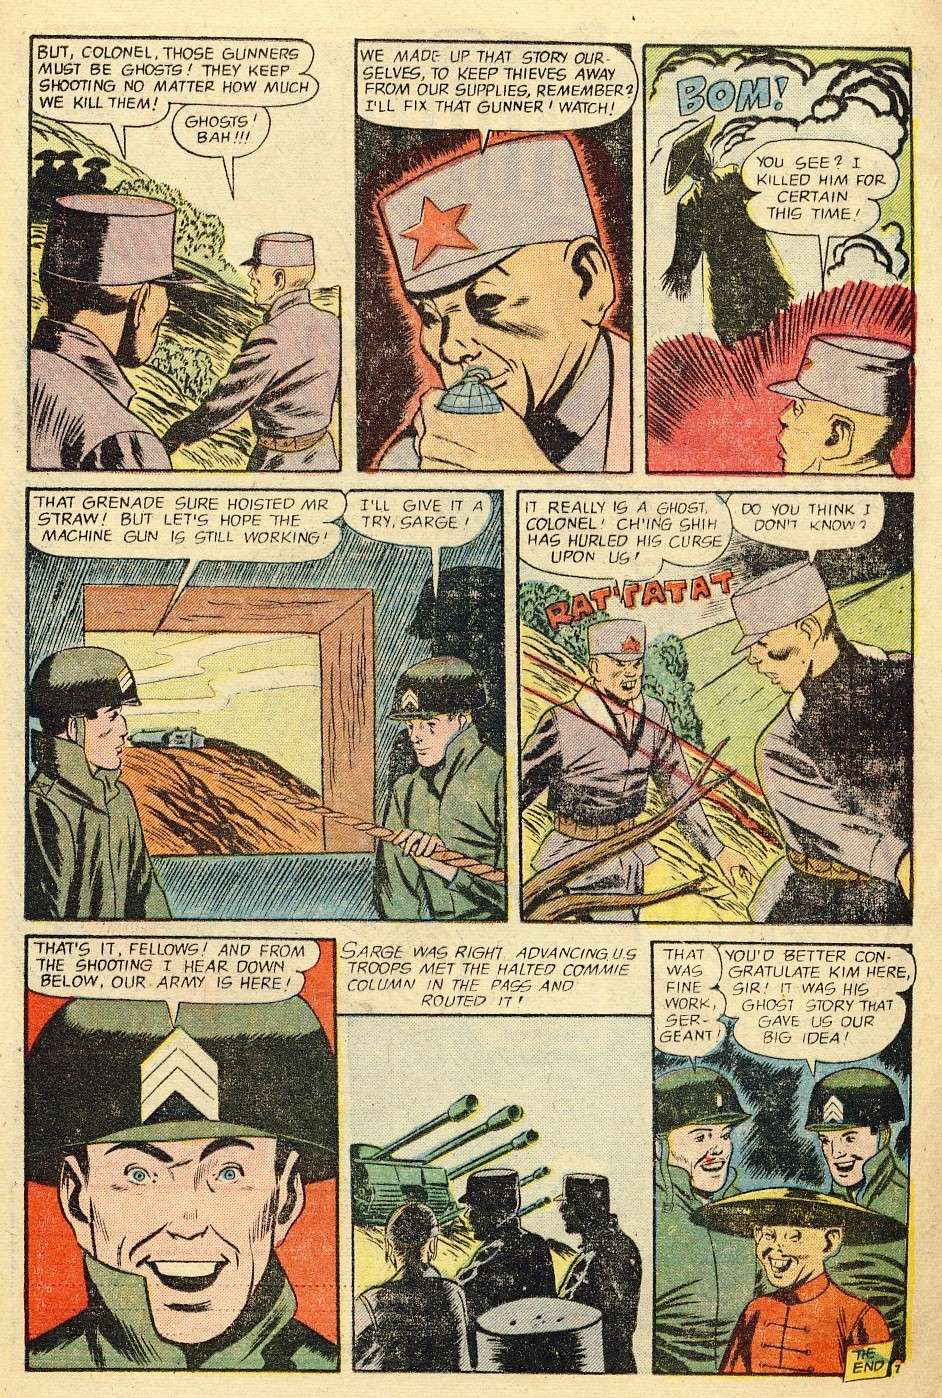 BUT, COLONEL, THOSE GUNNERS
MUST BE GHOSTS! THEY KEEP
SHOOTING NO MATTER HOW MUCH
WE KILL THEM!
GHOSTS!
BAH!!!
WE MADE UP THAT STORY OUR-
SELVES, TO KEEP THIEVES AWAY
FROM OUR SUPPLIES, REMEMBER?
I'LL FIX THAT GUNNER! WATCH!
BOM!
YOU SEE? I
KILLED HIM FOR
CERTAIN
THIS TIME!
THAT GRENADE SURE HOISTED MR
STRAW! BUT LET'S HOPE THE
MACHINE GUN IS STILL WORKING!
I'LL GIVE IT A
TRY, SARGE!
IT REALLY IS A GHOST,
COLONEL! CH'ING SHIH
HAS HURLED HIS CURSE
UPON US!
DO YOU THINK I
DON'T KNOW?
RAT'TATAT
THAT'S IT, FELLOWS! AND FROM
THE SHOOTING I HEAR DOWN
BELOW, OUR ARMY IS HERE!
SARGE WAS RIGHT. ADVANCING U.S
TROOPS MET THE HALTED COMMIE
COLUMN IN THE PASS AND
ROUTED IT!
THAT
WAS
FINE
WORK,
SER-
GEANT!
YOU'D BETTER CON-
GRATULATE KIM HERE,
SIR! IT WAS HIS
GHOST STORY THAT
GAVE US OUR
BIG IDEA!
THE
END
7